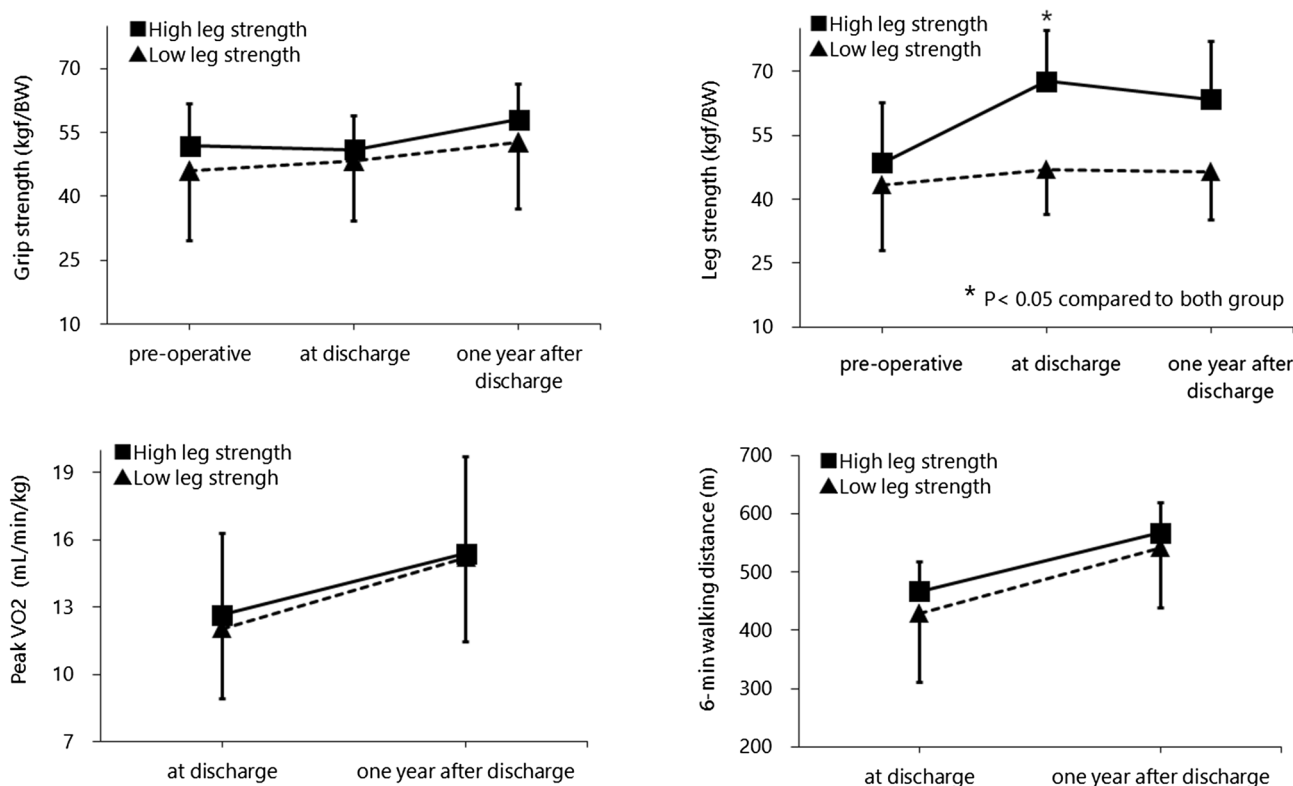 High leg strength
Low leg strength
Grip strength (kgf/BW)
70
55
40
25
10
pre-operative
at discharge
one year after
discharge
High leg strength
Low leg strength
*
Leg strength (kgf/BW)
70
55
40
25
10
* P< 0.05 compared to both group
pre-operative
at discharge
one year after
discharge
High leg strength
Low leg strengh
Peak VO2 (mL/min/kg)
19
16
13
10
7
at discharge
one year after discharge
High leg strength
Low leg strength
6-min walking distance (m)
700
600
500
400
300
200
at discharge
one year after discharge